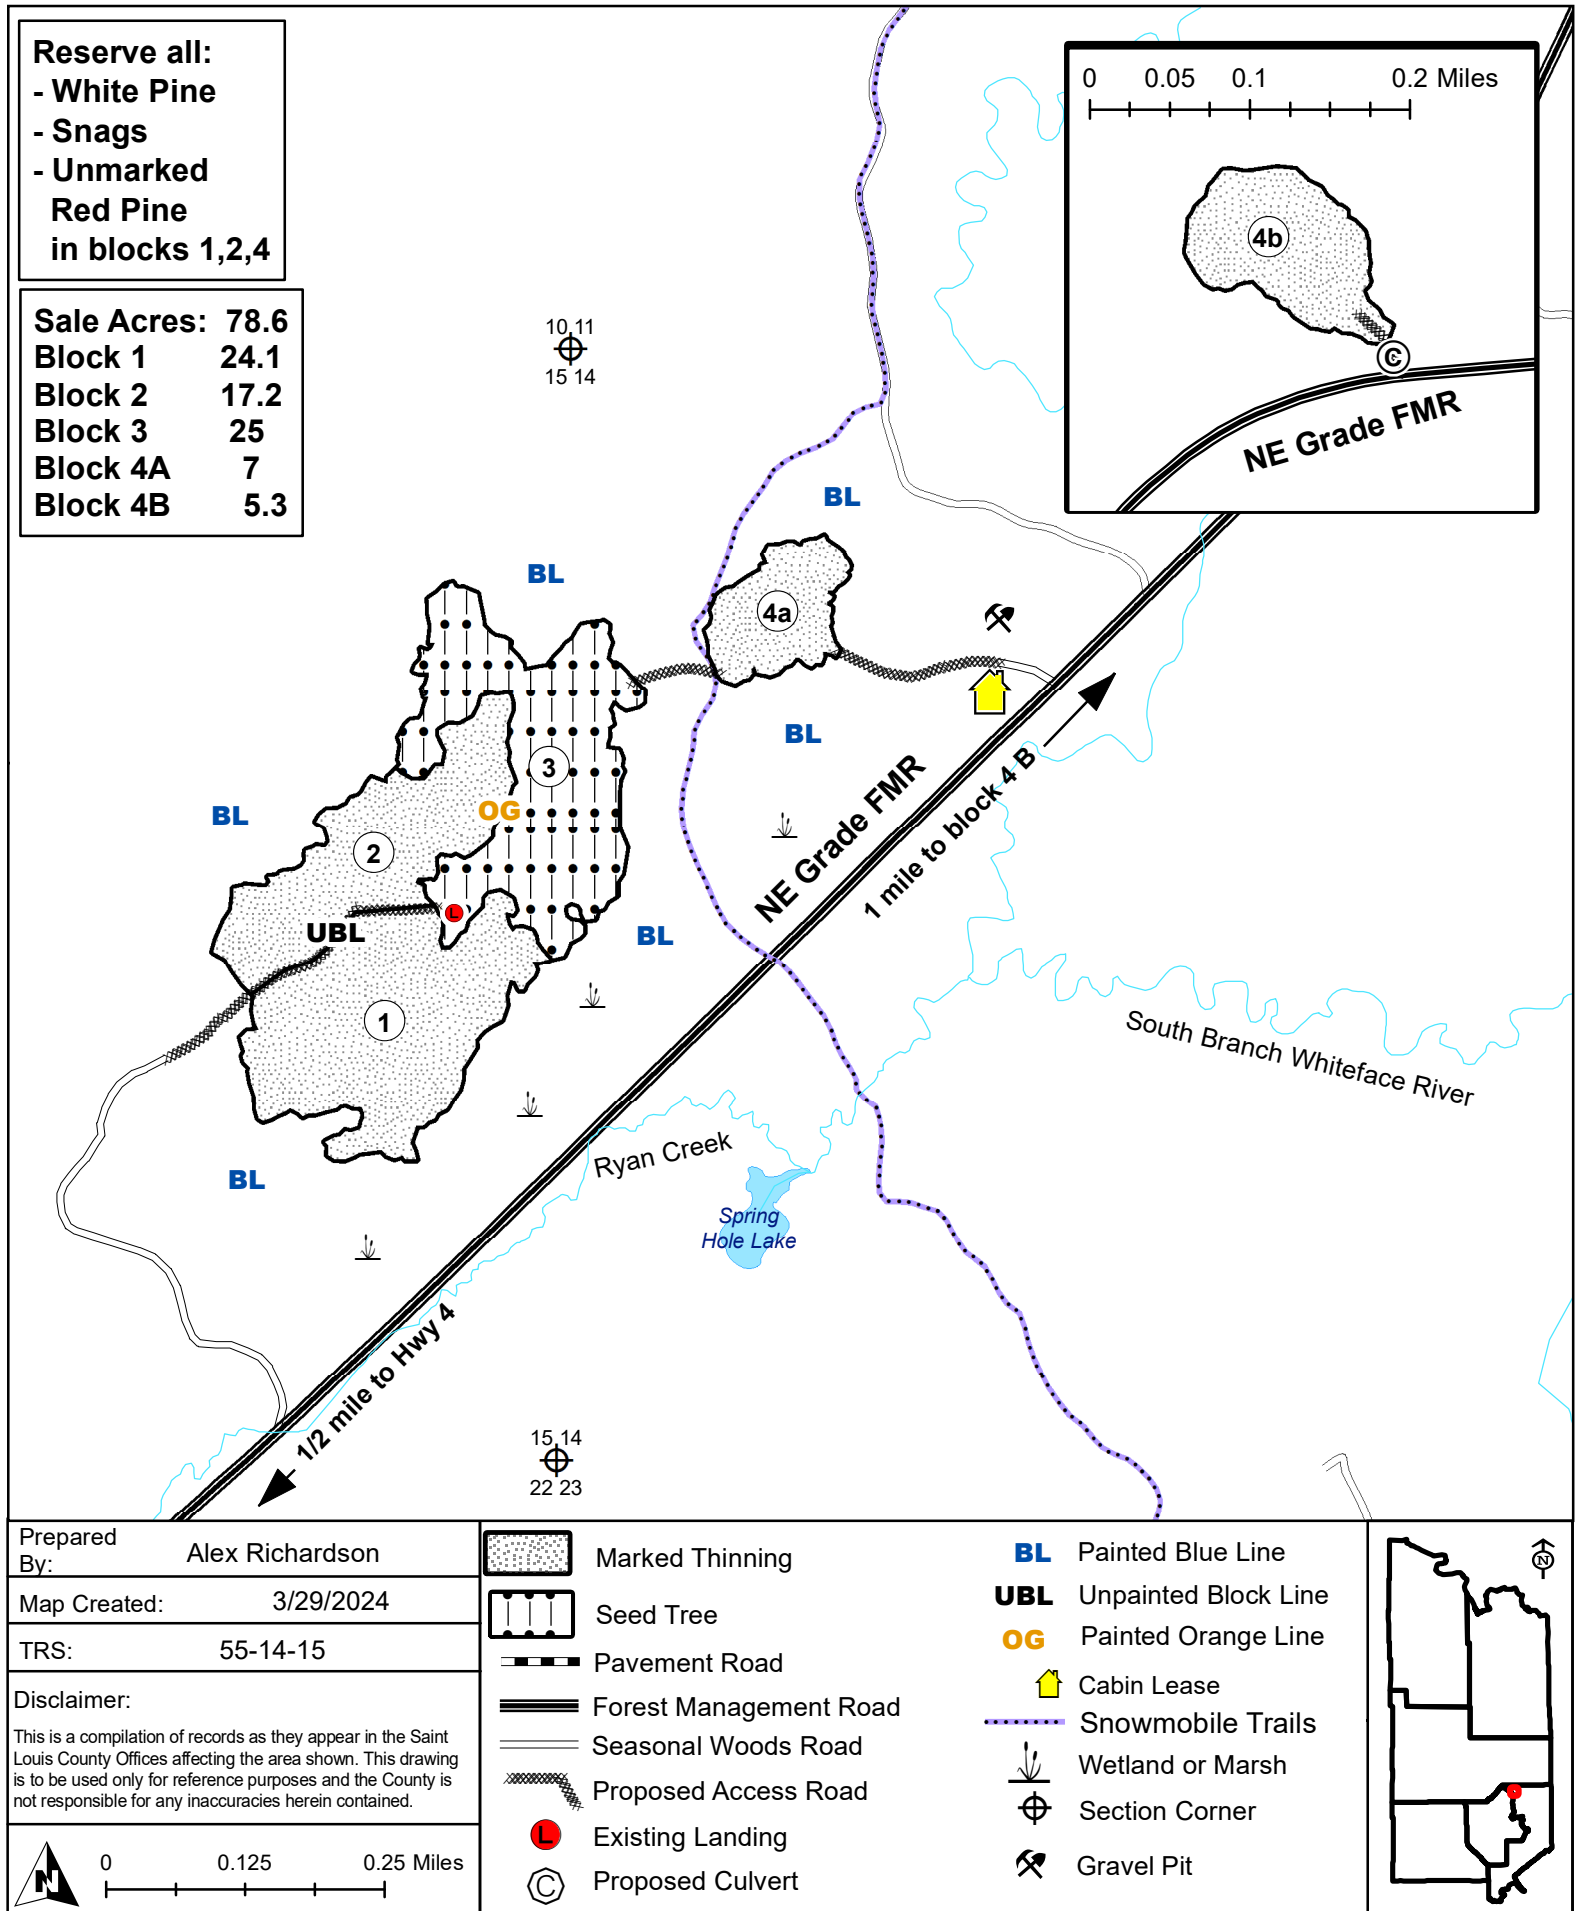 Reserve all:
- White Pine
- Snags
- Unmarked
Red Pine
in blocks 1,2,4
Sale Acres: 78.6
Block 1 24.1
Block 2 17.2
Block 3 25
Block 4A 7
Block 4B 5.3
10 11
15 14
0 0.05 0.1 0.2 Miles
4b
C
NE Grade FMR
BL
BL
4a
BL
3
OG
BL
2
L
UBL
BL
1
BL
NE Grade FMR
1 mile to block 4 B
South Branch Whiteface River
Ryan Creek
Spring
Hole Lake
1/2 mile to Hwy 4
15 14
22 23
Prepared
By: Alex Richardson
Map Created: 3/29/2024
TRS: 55-14-15
Disclaimer:
This is a compilation of records as they appear in the Saint
Louis County Offices affecting the area shown. This drawing
is to be used only for reference purposes and the County is
not responsible for any inaccuracies herein contained.
N
0 0.125 0.25 Miles
Marked Thinning
Seed Tree
Pavement Road
Forest Management Road
Seasonal Woods Road
Proposed Access Road
L Existing Landing
C Proposed Culvert
BL Painted Blue Line
UBL Unpainted Block Line
OG Painted Orange Line
Cabin Lease
Snowmobile Trails
Wetland or Marsh
Section Corner
Gravel Pit
N